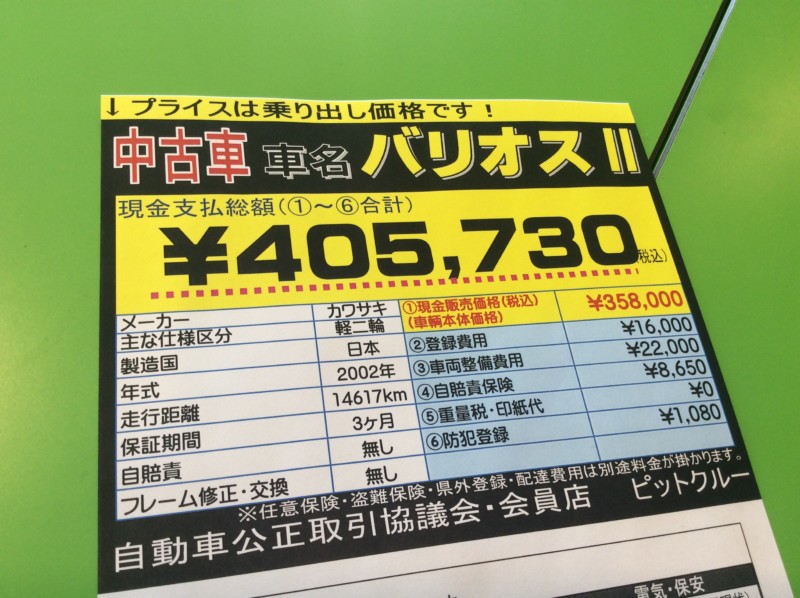 ↓プライスは乗り出し価格です!
中古車 車名 バリオスⅡ
現金支払総額(①〜⑥合計)
¥405,730(税込)
メーカー カワサキ
主な仕様区分 軽二輪
製造国 日本
年式 2002年
走行距離 14617km
保証期間 3ヶ月
自賠責 無し
フレーム修正・交換 無し
①現金販売価格(税込)
(車輌本体価格) ¥358,000
②登録費用 ¥16,000
③車両整備費用 ¥22,000
④自賠責保険 ¥8,650
⑤重量税・印紙代 ¥0
⑥防犯登録 ¥1,080
※任意保険・盗難保険・県外登録・配達費用は別途料金が掛かります。
自動車公正取引協議会・会員店 ピットクルー
電気・保安